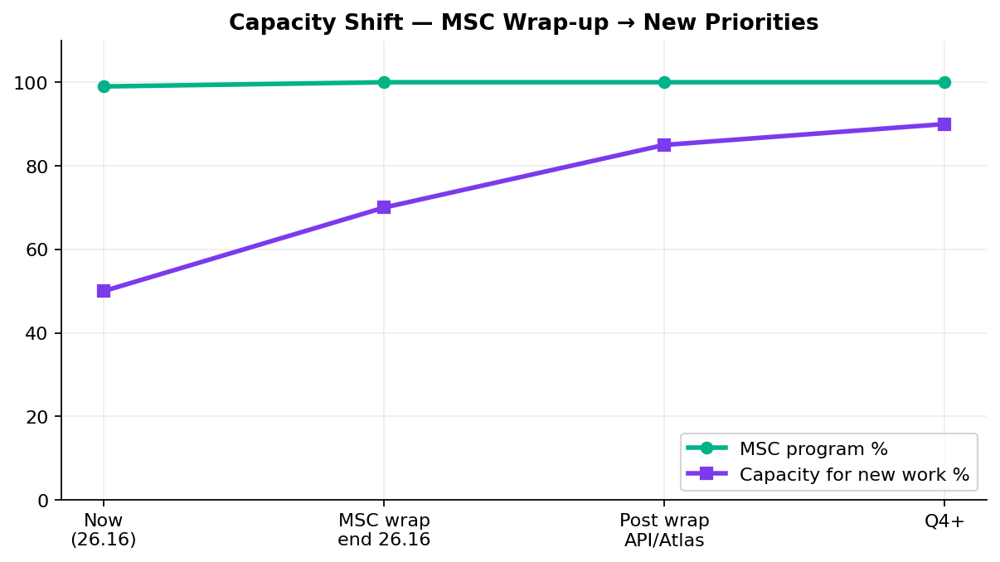 Capacity Shift — MSC Wrap-up → New Priorities
100
80
60
40
20
0
MSC program %
Capacity for new work %
Now
(26.16)
MSC wrap
end 26.16
Post wrap
API/Atlas
Q4+